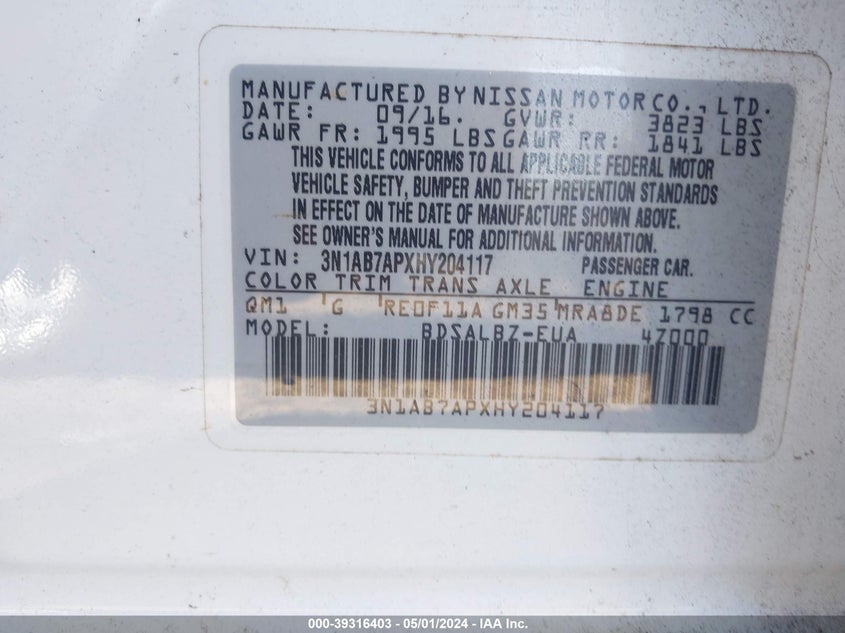 MANUFACTURED BY NISSAN MOTOR CO., LTD.
DATE: 09/16. GVWR: 3823 LBS
GAWR FR: 1995 LBS GAWR RR: 1841 LBS
THIS VEHICLE CONFORMS TO ALL APPLICABLE FEDERAL MOTOR
VEHICLE SAFETY, BUMPER AND THEFT PREVENTION STANDARDS
IN EFFECT ON THE DATE OF MANUFACTURE SHOWN ABOVE.
SEE OWNER'S MANUAL FOR ADDITIONAL INFORMATION.
VIN: 3N1AB7APXHY204117 PASSENGER CAR.
COLOR TRIM TRANS AXLE ENGINE
QM1 G RE0F11A GM35 MRA8DE 1798 CC
MODEL: BDSALBZ-EUA 47000
3N1AB7APXHY204117
000-39316403 - 05/01/2024 - IAA Inc.